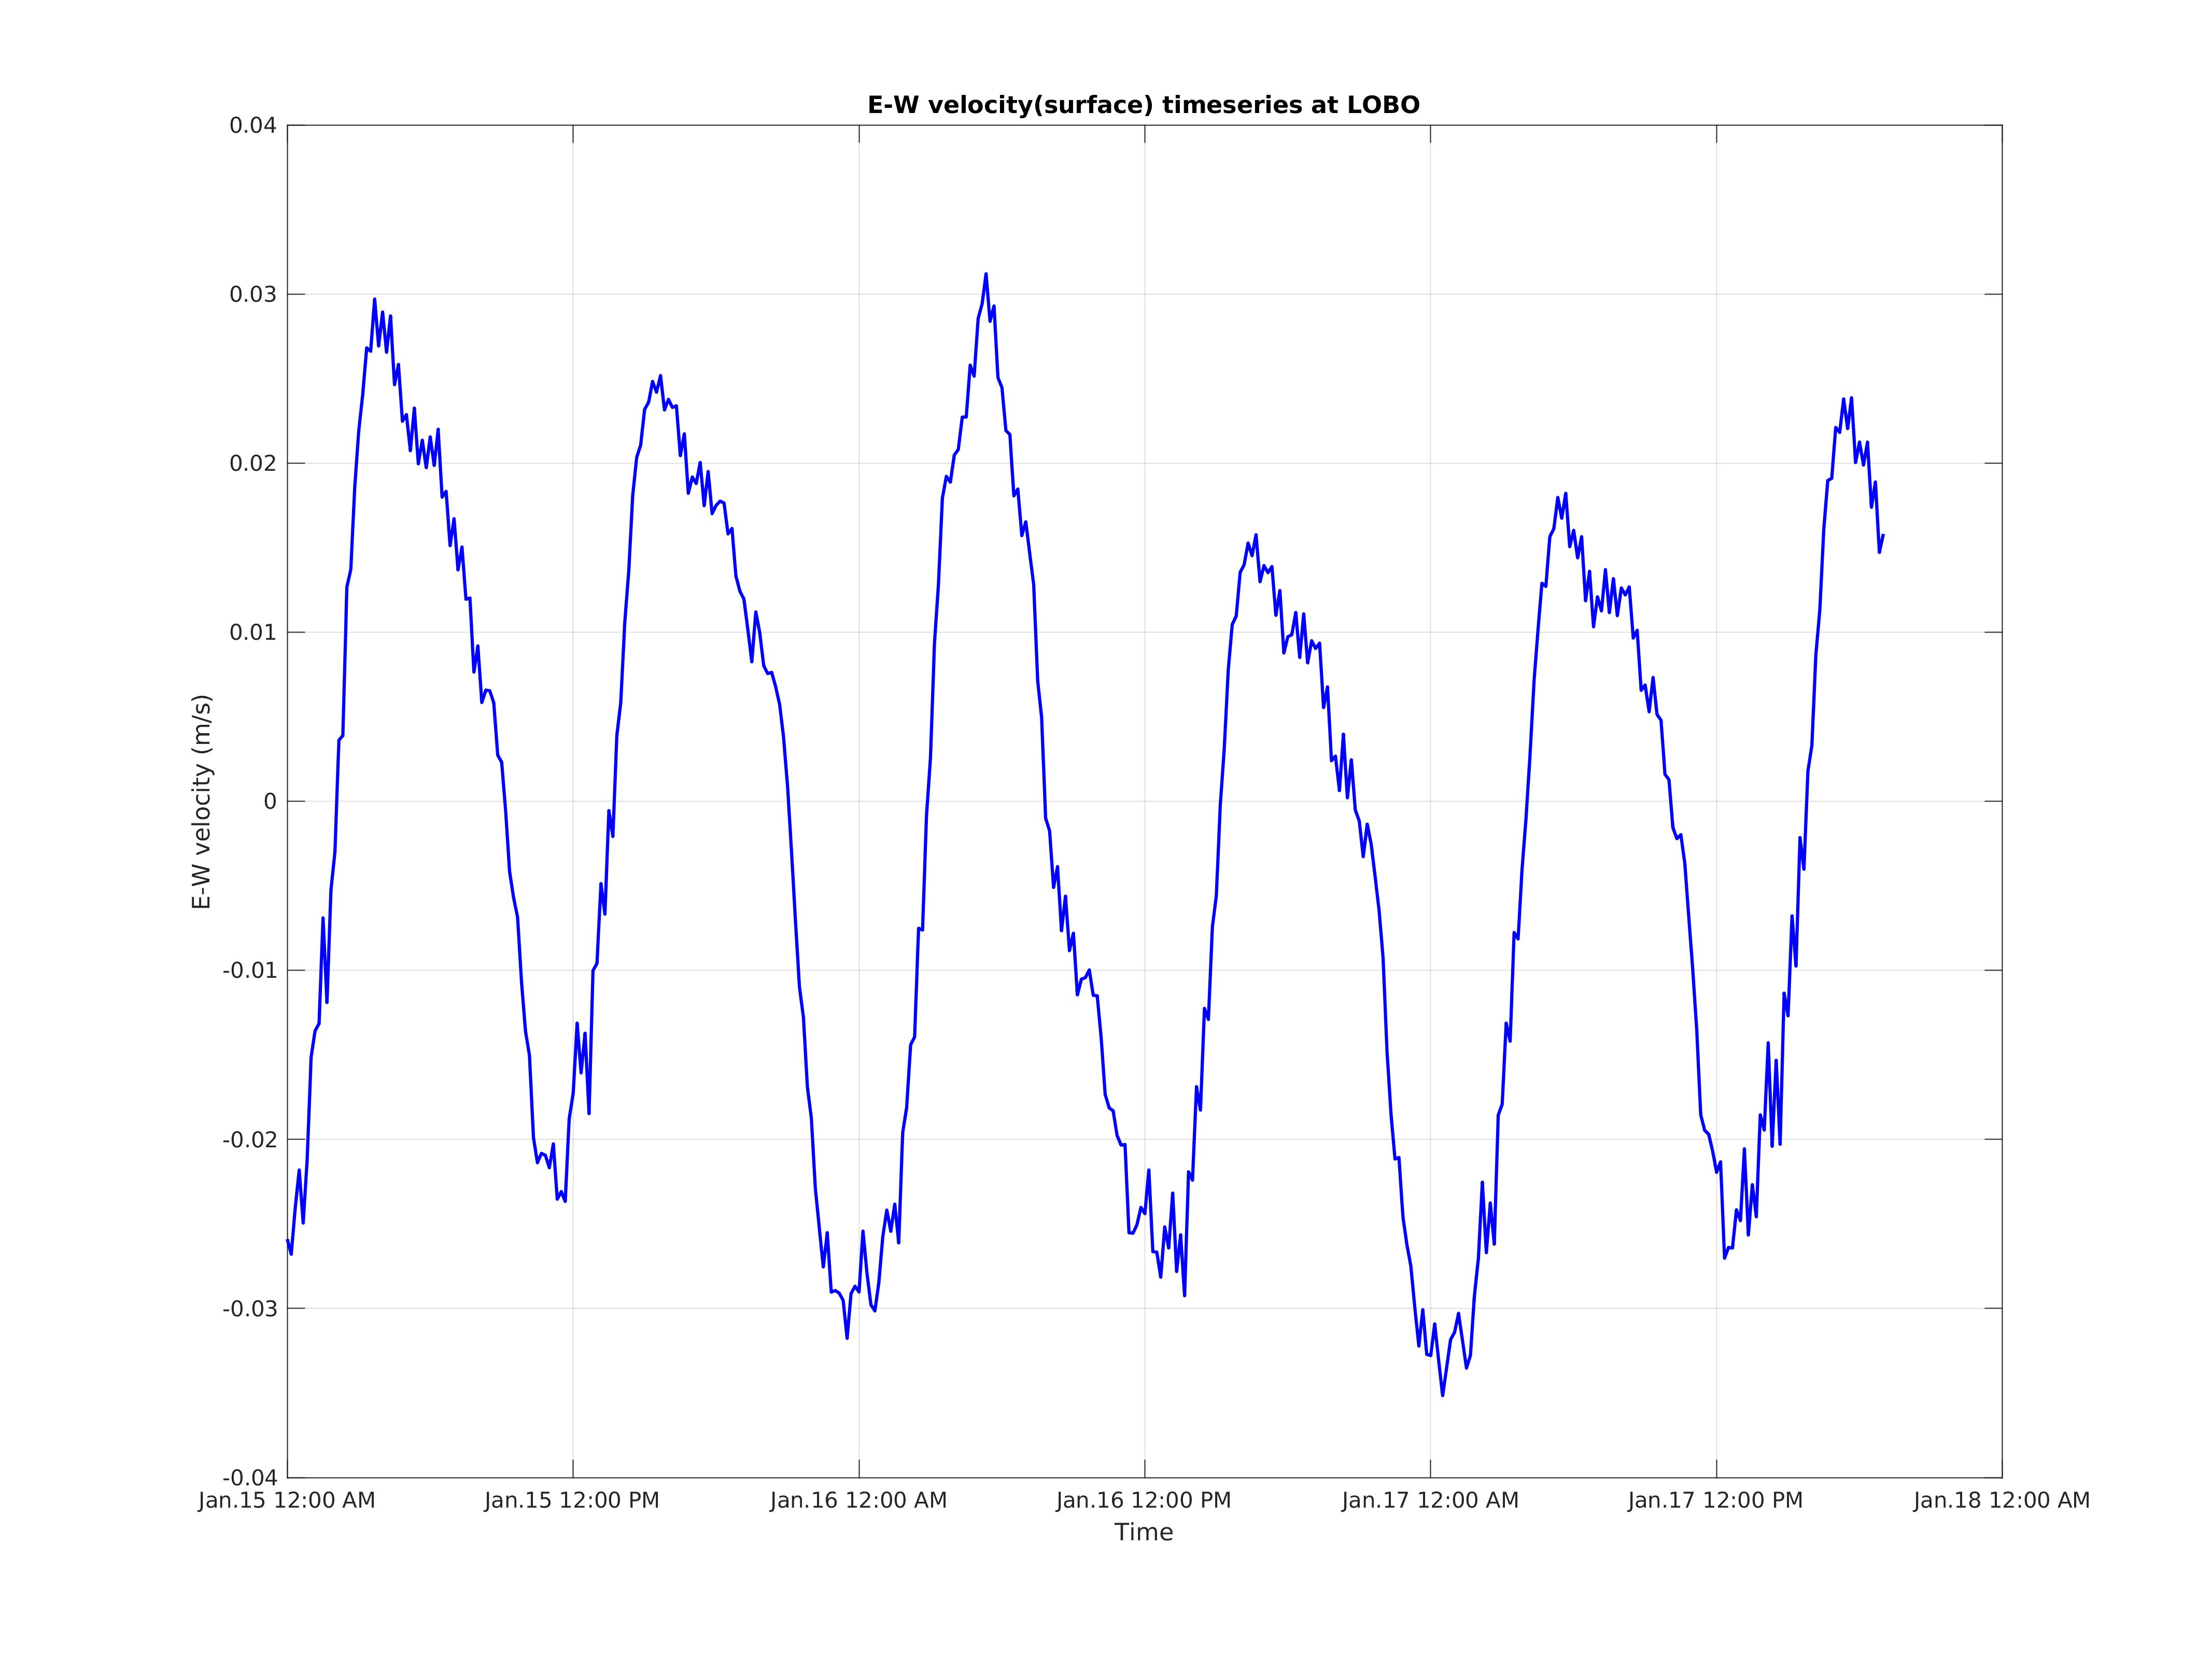 E-W velocity(surface) timeseries at LOBO
0.04
0.03
0.02
0.01
0
-0.01
-0.02
-0.03
-0.04
E-W velocity (m/s)
Jan.15 12:00 AM Jan.15 12:00 PM Jan.16 12:00 AM Jan.16 12:00 PM Jan.17 12:00 AM Jan.17 12:00 PM Jan.18 12:00 AM
Time